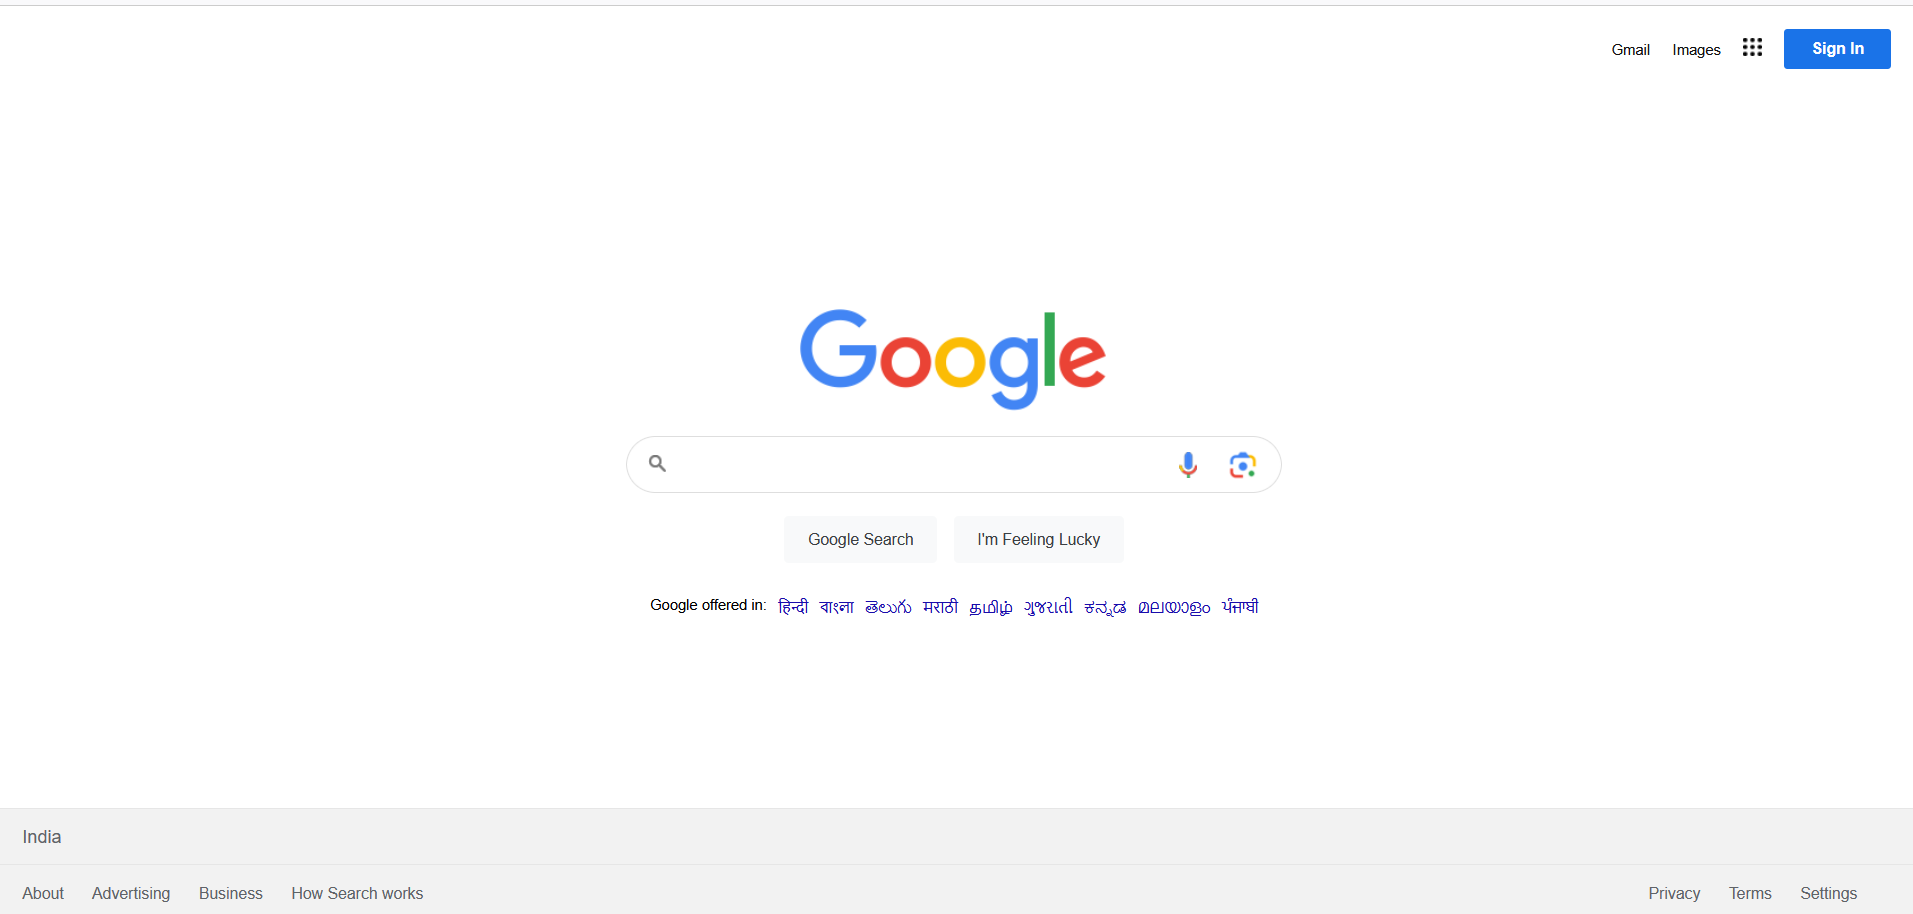 Gmail Images Sign In
Google
Google Search I'm Feeling Lucky
Google offered in: हिन्दी বাংলা తెలుగు मराठी தமிழ் ગુજરાતી ಕನ್ನಡ മലയാളം ਪੰਜਾਬੀ
India
About Advertising Business How Search works Privacy Terms Settings